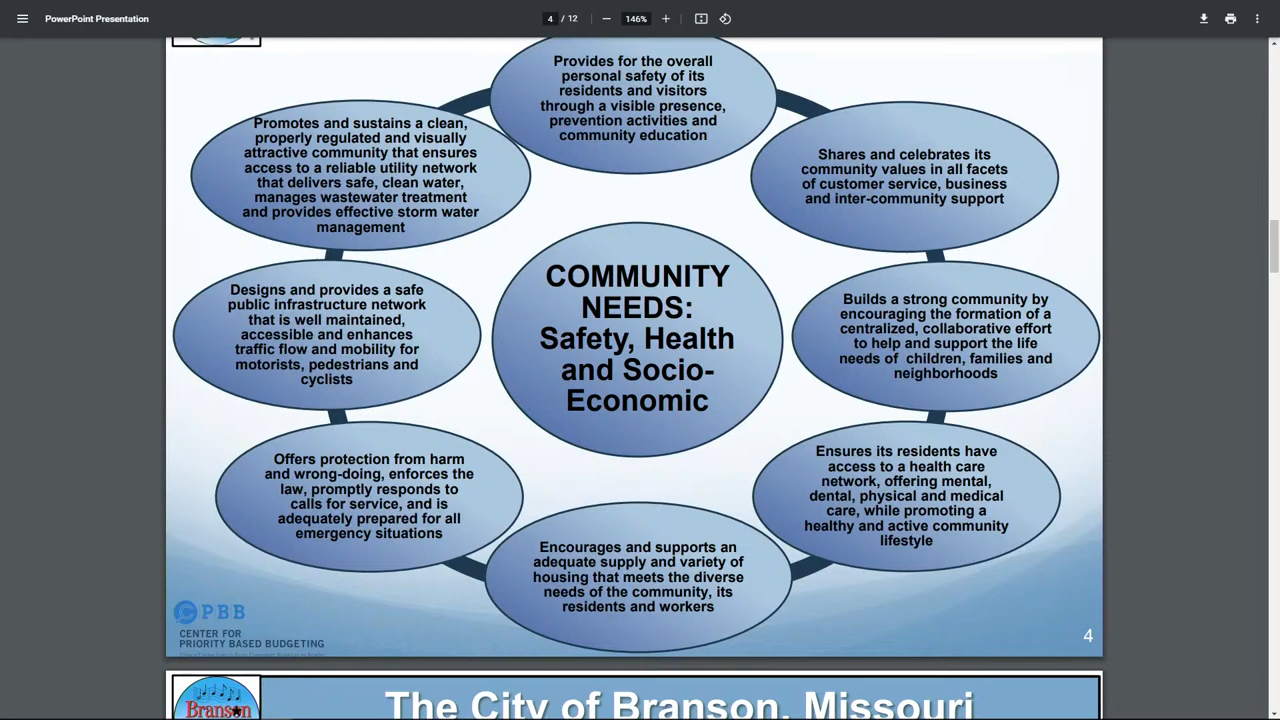 PowerPoint Presentation
4 / 12
146%
Provides for the overall
personal safety of its
residents and visitors
through a visible presence,
prevention activities and
community education
Promotes and sustains a clean,
properly regulated and visually
attractive community that ensures
access to a reliable utility network
that delivers safe, clean water,
manages wastewater treatment
and provides effective storm water
management
Shares and celebrates its
community values in all facets
of customer service, business
and inter-community support
Designs and provides a safe
public infrastructure network
that is well maintained,
accessible and enhances
traffic flow and mobility for
motorists, pedestrians and
cyclists
COMMUNITY
NEEDS:
Safety, Health
and Socio-
Economic
Builds a strong community by
encouraging the formation of a
centralized, collaborative effort
to help and support the life
needs of children, families and
neighborhoods
Offers protection from harm
and wrong-doing, enforces the
law, promptly responds to
calls for service, and is
adequately prepared for all
emergency situations
Ensures its residents have
access to a health care
network, offering mental,
dental, physical and medical
care, while promoting a
healthy and active community
lifestyle
Encourages and supports an
adequate supply and variety of
housing that meets the diverse
needs of the community, its
residents and workers
CPBB
CENTER FOR
PRIORITY BASED BUDGETING
4
Branson
The City of Branson, Missouri